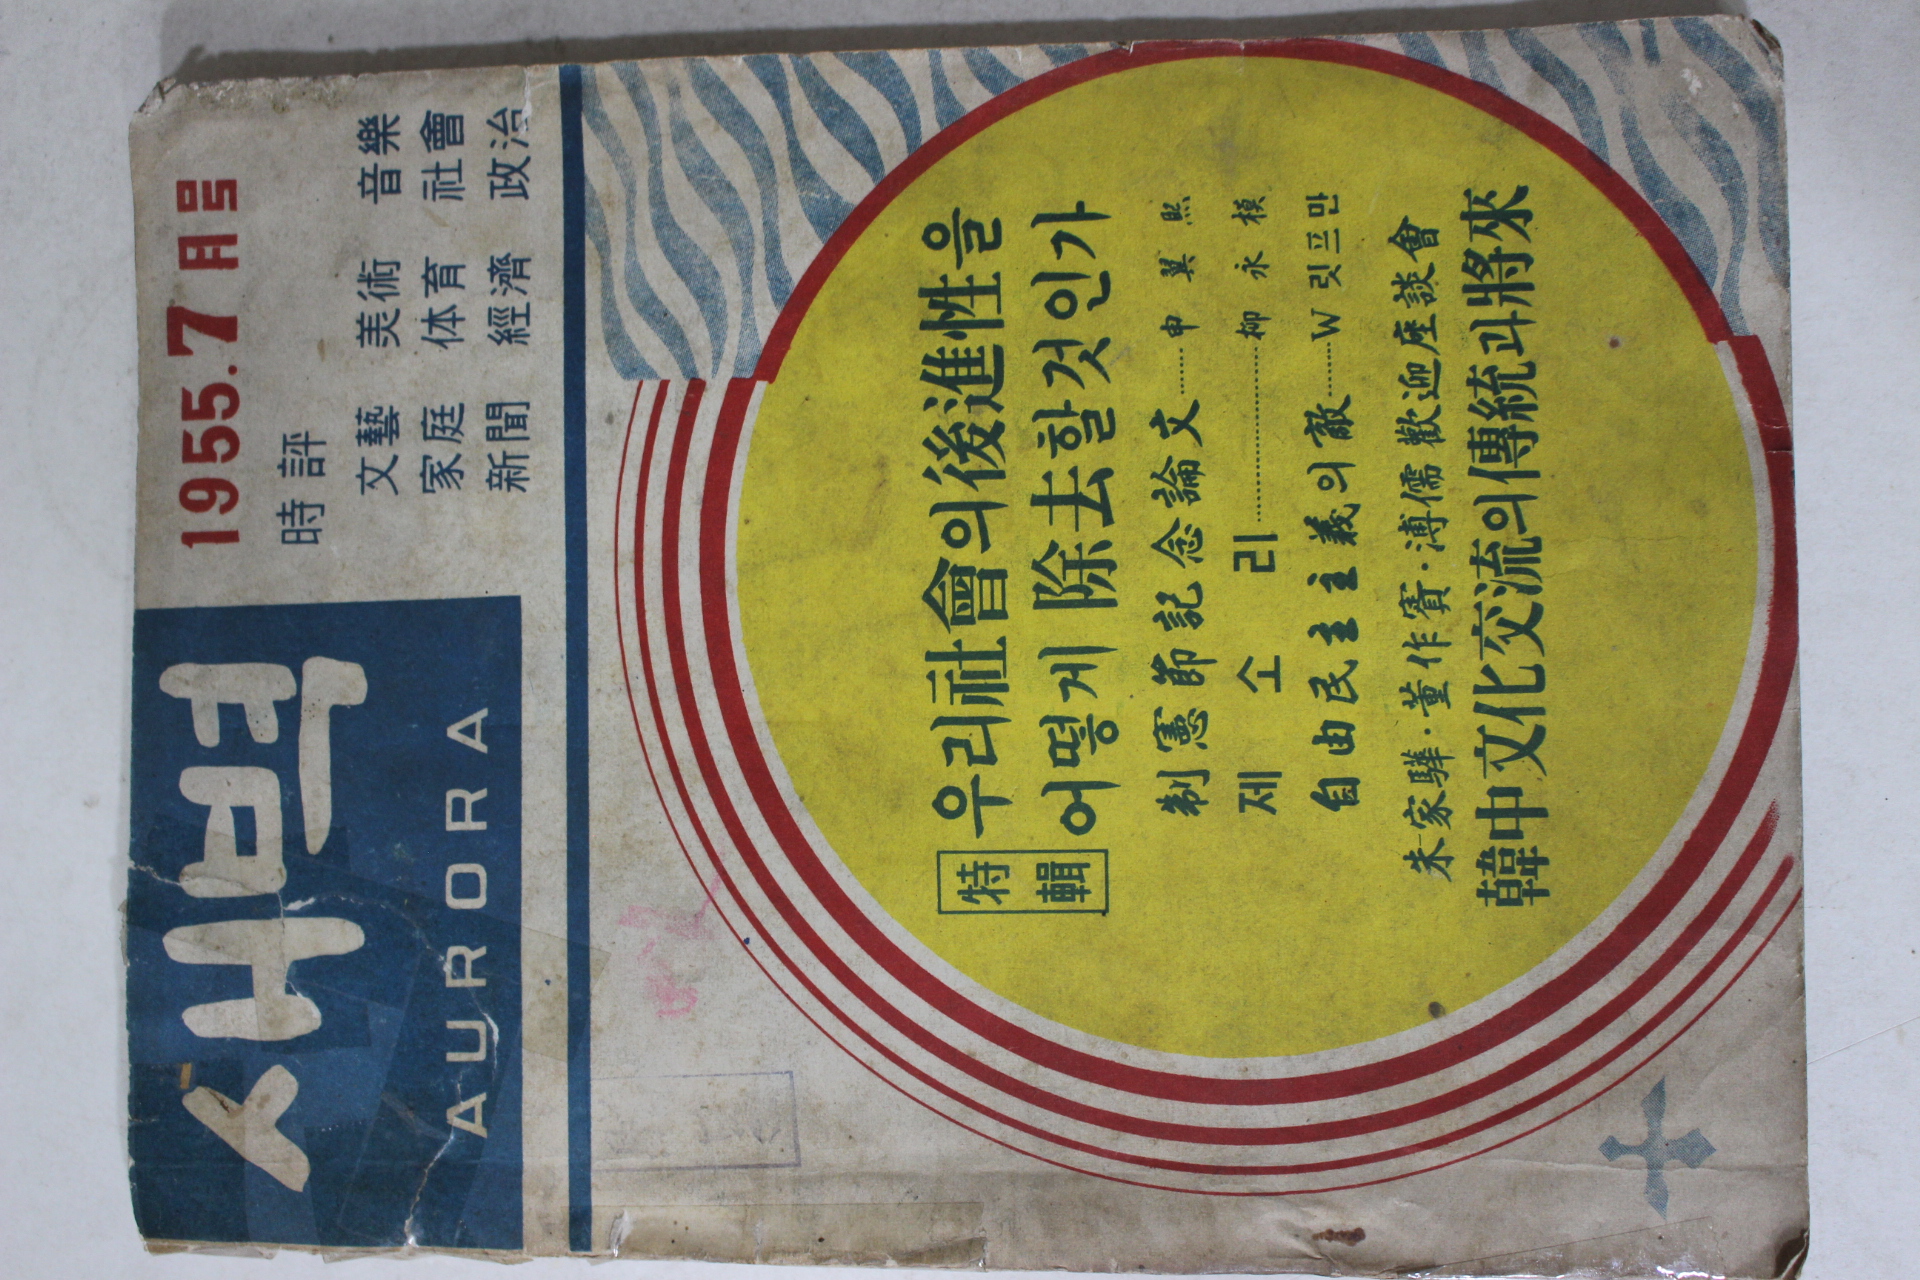 새벽
AURORA
1955.7月号
時評
文藝 美術 音樂
家庭 体育 社會
新聞 經濟 政治
特輯
우리社會의後進性을
어떻게除去할것인가
制憲節記念論文……申翼熙
제소리…………柳永模
自由民主主義의敵……W릿프만
朱家驊·董作賓·溥儒歡迎座談會
韓中文化交流의傳統과將來